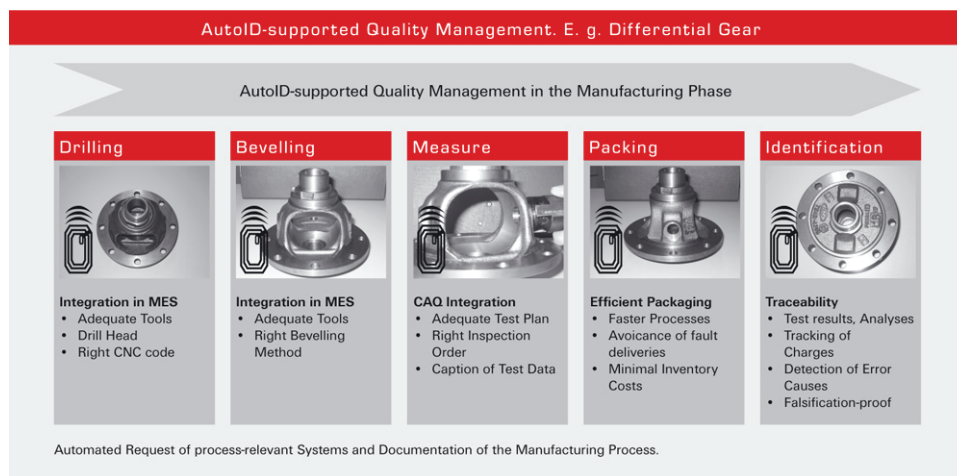 AutoID-supported Quality Management. E. g. Differential Gear
AutoID-supported Quality Management in the Manufacturing Phase
Drilling
Integration in MES
• Adequate Tools
• Drill Head
• Right CNC code
Bevelling
Integration in MES
• Adequate Tools
• Right Bevelling
Method
Measure
CAQ Integration
• Adequate Test Plan
• Right Inspection
Order
• Caption of Test Data
Packing
Efficient Packaging
• Faster Processes
• Avoicance of fault
deliveries
• Minimal Inventory
Costs
Identification
Traceability
• Test results, Analyses
• Tracking of
Charges
• Detection of Error
Causes
• Falsification-proof
Automated Request of process-relevant Systems and Documentation of the Manufacturing Process.